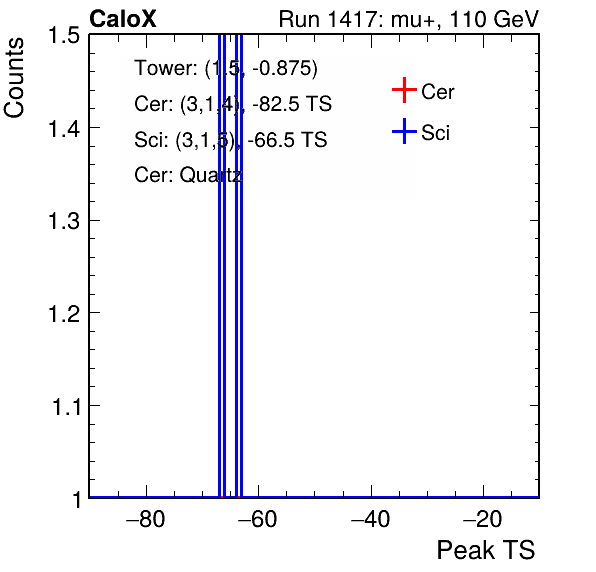 CaloX Run 1417: mu+, 110 GeV
Counts
1.5
1.4
1.3
1.2
1.1
1
Tower: (1.5, -0.875)
Cer: (3,1,4), -82.5 TS
Sci: (3,1,5), -66.5 TS
Cer: Quartz
Cer
Sci
−80 −60 −40 −20
Peak TS